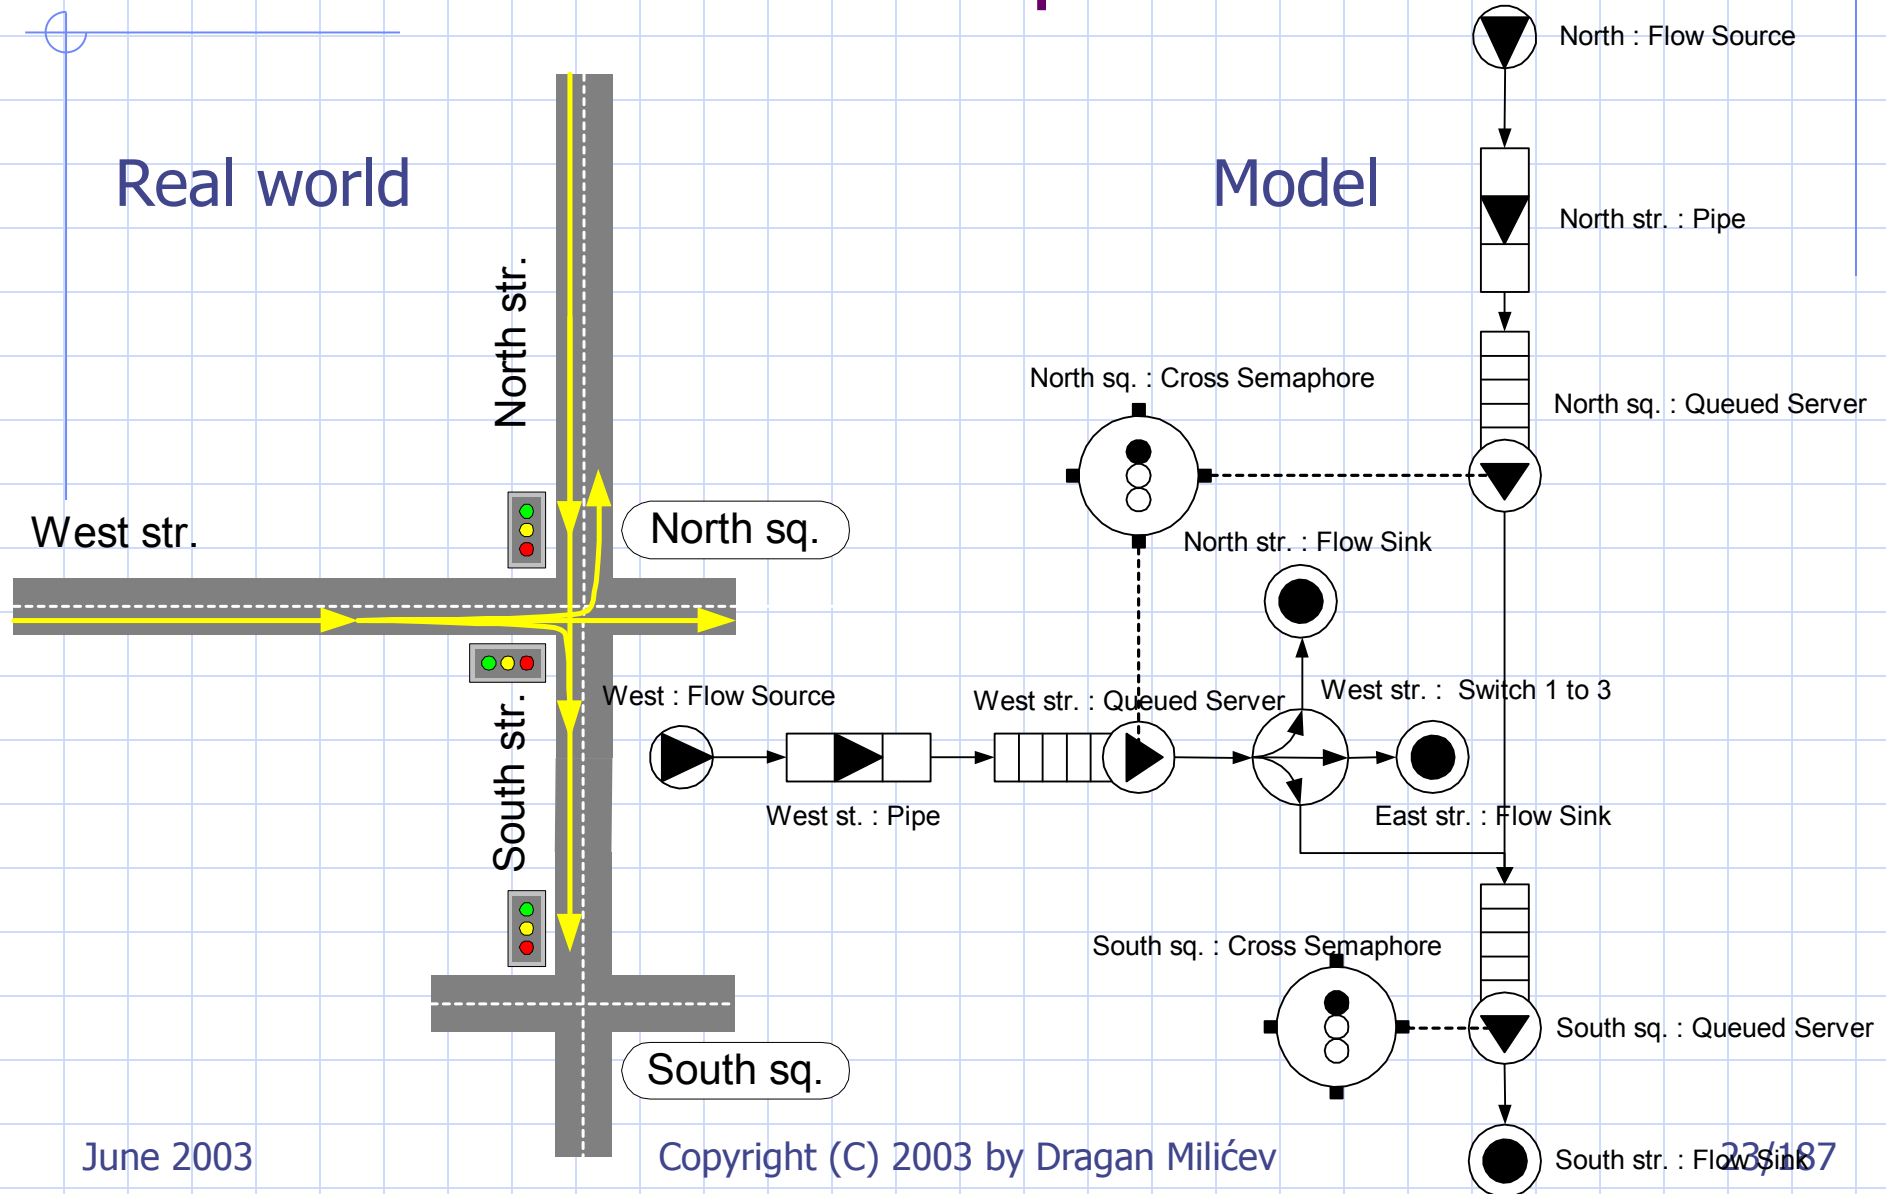 North : Flow Source
Real world
Model
North str. : Pipe
North str.
North sq. : Cross Semaphore
North sq. : Queued Server
West str.
North sq.
North str. : Flow Sink
West : Flow Source
West str. : Queued Server
West str. : Switch 1 to 3
South str.
West st. : Pipe
East str. : Flow Sink
South sq. : Cross Semaphore
South sq. : Queued Server
South sq.
June 2003
Copyright (C) 2003 by Dragan Milićev
South str. : Flow Sink
23/187